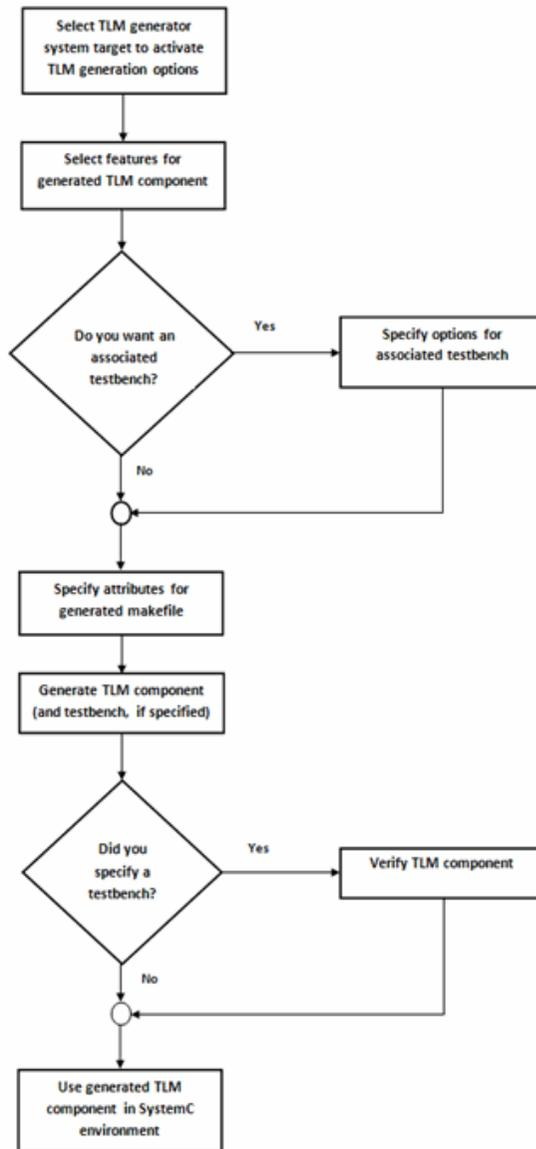 Select TLM generator
system target to activate
TLM generation options
Select features for
generated TLM component
Do you want an
associated
testbench?
Yes
Specify options for
associated testbench
No
Specify attributes for
generated makefile
Generate TLM component
(and testbench, if specified)
Did you
specify a
testbench?
Yes
Verify TLM component
No
Use generated TLM
component in SystemC
environment